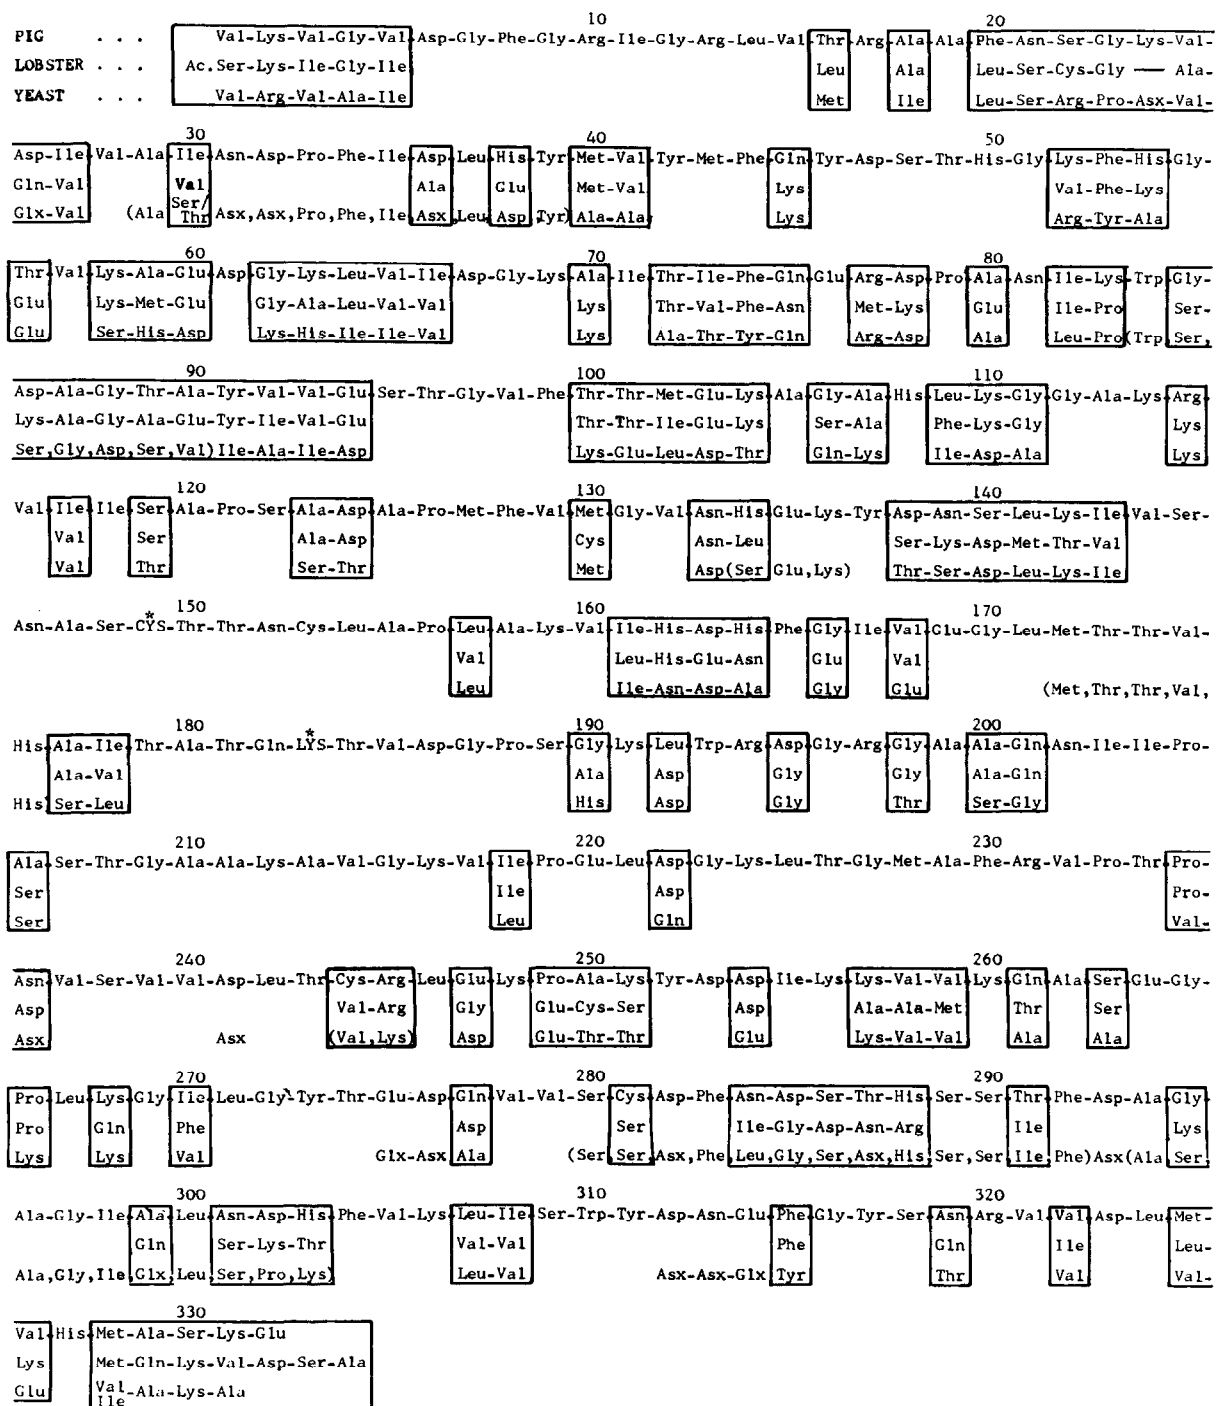 10 20
PIG . . . Val-Lys-Val-Gly-Val-Asp-Gly-Phe-Gly-Arg-Ile-Gly-Arg-Leu-Val-Thr-Arg-Ala-Ala-Phe-Asn-Ser-Gly-Lys-Val-
LOBSTER . . . Ac.Ser-Lys-Ile-Gly-Ile Leu Ala Leu-Ser-Cys-Gly — Ala-
YEAST . . . Val-Arg-Val-Ala-Ile Met Ile Leu-Ser-Arg-Pro-Asx-Val-
30 40 50
Asp-Ile-Val-Ala-Ile-Asn-Asp-Pro-Phe-Ile-Asp-Leu-His-Tyr-Met-Val-Tyr-Met-Phe-Gln-Tyr-Asp-Ser-Thr-His-Gly-Lys-Phe-His-Gly-
Gln-Val Val Ala Glu Met-Val Lys Val-Phe-Lys
Glx-Val (Ala Ser/Thr Asx,Asx,Pro,Phe,Ile,Asx,Leu,Asp,Tyr) Ala-Ala Lys Arg-Tyr-Ala
60 70 80
Thr-Val-Lys-Ala-Glu-Asp-Gly-Lys-Leu-Val-Ile-Asp-Gly-Lys-Ala-Ile-Thr-Ile-Phe-Gln-Glu-Arg-Asp-Pro-Ala-Asn-Ile-Lys-Trp-Gly-
Glu Lys-Met-Glu Gly-Ala-Leu-Val-Val Lys Thr-Val-Phe-Asn Met-Lys Glu Ile-Pro Ser-
Glu Ser-His-Asp Lys-His-Ile-Ile-Val Lys Ala-Thr-Tyr-Gln Arg-Asp Ala Leu-Pro(Trp,Ser,
90 100 110
Asp-Ala-Gly-Thr-Ala-Tyr-Val-Val-Glu-Ser-Thr-Gly-Val-Phe-Thr-Thr-Met-Glu-Lys-Ala-Gly-Ala-His-Leu-Lys-Gly-Gly-Ala-Lys-Arg
Lys-Ala-Gly-Ala-Glu-Tyr-Ile-Val-Glu Thr-Thr-Ile-Glu-Lys Ser-Ala Phe-Lys-Gly Lys
Ser,Gly,Asp,Ser,Val)Ile-Ala-Ile-Asp Lys-Glu-Leu-Asp-Thr Gln-Lys Ile-Asp-Ala Lys
120 130 140
Val-Ile-Ile-Ser-Ala-Pro-Ser-Ala-Asp-Ala-Pro-Met-Phe-Val-Met-Gly-Val-Asn-His-Glu-Lys-Tyr-Asp-Asn-Ser-Leu-Lys-Ile-Val-Ser-
Val Ser Ala-Asp Cys Asn-Leu Ser-Lys-Asp-Met-Thr-Val
Val Thr Ser-Thr Met Asp(Ser Glu,Lys) Thr-Ser-Asp-Leu-Lys-Ile
* 150 160 170
Asn-Ala-Ser-CYS-Thr-Thr-Asn-Cys-Leu-Ala-Pro-Leu-Ala-Lys-Val-Ile-His-Asp-His-Phe-Gly-Ile-Val-Glu-Gly-Leu-Met-Thr-Thr-Val-
Val Leu-His-Glu-Asn Glu Val
Leu Ile-Asn-Asp-Ala Gly Glu (Met,Thr,Thr,Val,
180 * 190 200
His-Ala-Ile-Thr-Ala-Thr-Gln-LYS-Thr-Val-Asp-Gly-Pro-Ser-Gly-Lys-Leu-Trp-Arg-Asp-Gly-Arg-Gly-Ala-Ala-Gln-Asn-Ile-Ile-Pro-
Ala-Val Ala Asp Gly Gly Ala-Gln
His)Ser-Leu His Asp Gly Thr Ser-Gly
210 220 230
Ala-Ser-Thr-Gly-Ala-Ala-Lys-Ala-Val-Gly-Lys-Val-Ile-Pro-Glu-Leu-Asp-Gly-Lys-Leu-Thr-Gly-Met-Ala-Phe-Arg-Val-Pro-Thr-Pro-
Ser Ile Asp Pro-
Ser Leu Gln Val-
240 250 260
Asn-Val-Ser-Val-Val-Asp-Leu-Thr-Cys-Arg-Leu-Glu-Lys-Pro-Ala-Lys-Tyr-Asp-Asp-Ile-Lys-Lys-Val-Val-Lys-Gln-Ala-Ser-Glu-Gly-
Asp Val-Arg Gly Glu-Cys-Ser Asp Ala-Ala-Met Thr Ser
Asx Asx (Val,Lys) Asp Glu-Thr-Thr Glu Lys-Val-Val Ala Ala
270 280 290
Pro-Leu-Lys-Gly-Ile-Leu-Gly-Tyr-Thr-Glu-Asp-Gln-Val-Val-Ser-Cys-Asp-Phe-Asn-Asp-Ser-Thr-His-Ser-Ser-Thr-Phe-Asp-Ala-Gly
Pro Gln Phe Asp Ser Ile-Gly-Asp-Asn-Arg Ile Lys
Lys Lys Val Glx-Asx Ala (Ser,Ser,Asx,Phe,Leu,Gly,Ser,Asx,His,Ser,Ser,Ile,Phe)Asx(Ala Ser,
300 310 320
Ala-Gly-Ile-Ala-Leu-Asn-Asp-His-Phe-Val-Lys-Leu-Ile-Ser-Trp-Tyr-Asp-Asn-Glu-Phe-Gly-Tyr-Ser-Asn-Arg-Val-Val-Asp-Leu-Met-
Gln Ser-Lys-Thr Val-Val Phe Gln Ile Leu-
Ala,Gly,Ile,Glx,Leu,Ser,Pro,Lys) Leu-Val Asx-Asx-Glx Tyr Thr Val Val-
330
Val-His-Met-Ala-Ser-Lys-Glu
Lys Met-Gln-Lys-Val-Asp-Ser-Ala
Glu Val/Ile-Ala-Lys-Ala